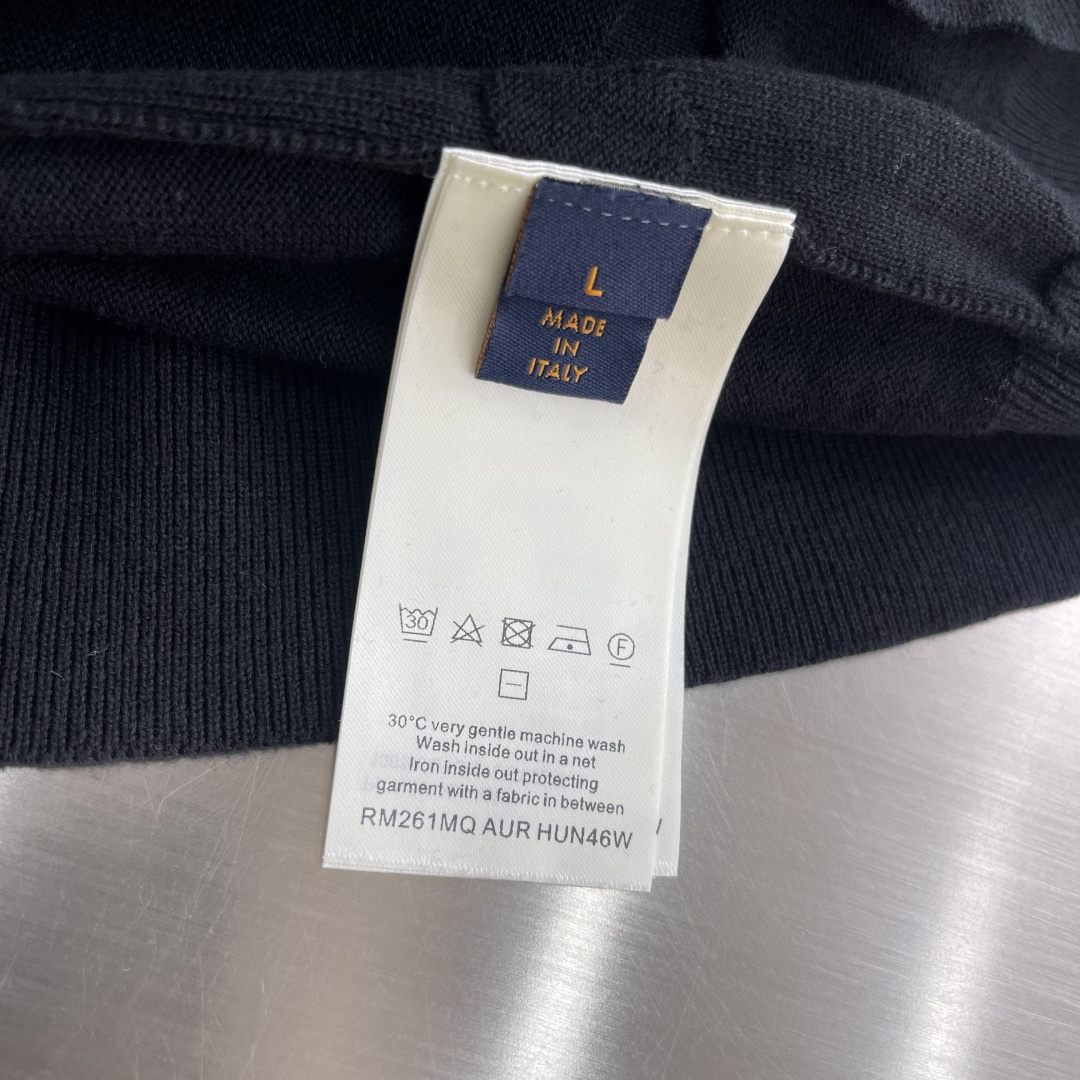 L
MADE
IN
ITALY
30
F
30°C very gentle machine wash
Wash inside out in a net
Iron inside out protecting
garment with a fabric in between
RM261MQ AUR HUN46W